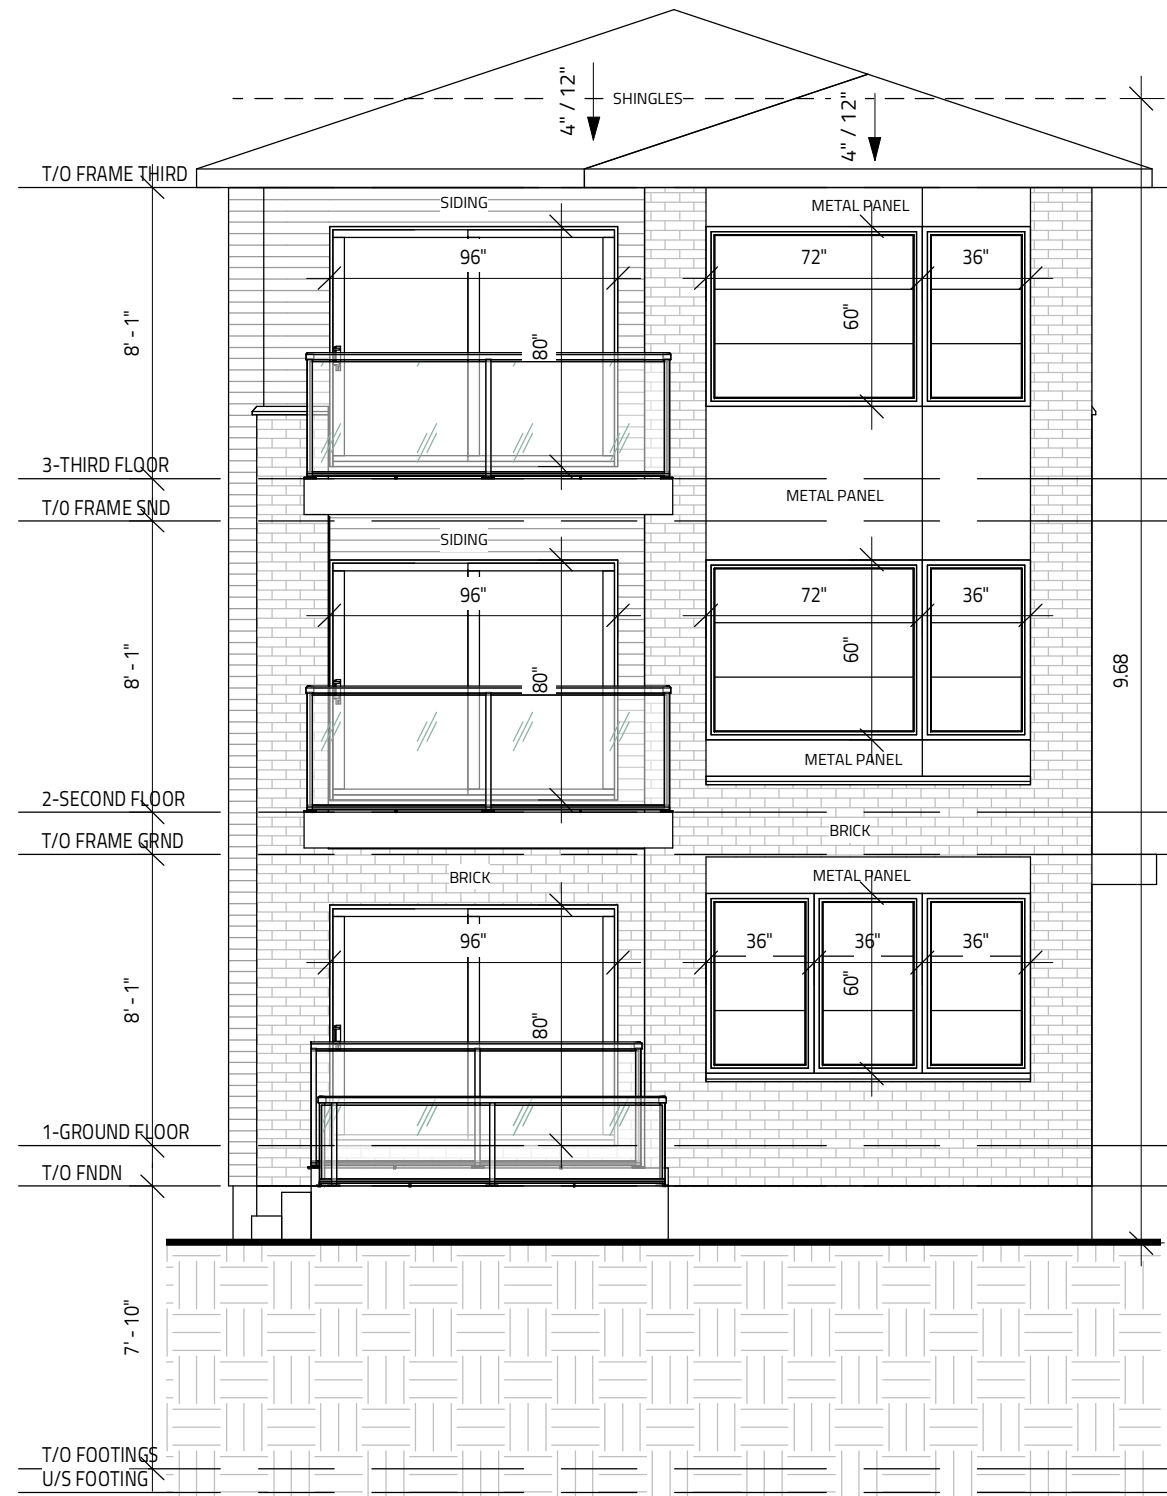 4" / 12"
SHINGLES
4" / 12"
T/O FRAME THIRD
SIDING
METAL PANEL
96"
72"
36"
8' - 1"
80"
60"
3-THIRD FLOOR
METAL PANEL
T/O FRAME SND
SIDING
96"
72"
36"
8' - 1"
80"
60"
9.68
METAL PANEL
2-SECOND FLOOR
BRICK
T/O FRAME GRND
BRICK
METAL PANEL
96"
36"
36"
36"
8' - 1"
80"
60"
1-GROUND FLOOR
T/O FNDN
7' - 10"
T/O FOOTINGS
U/S FOOTING